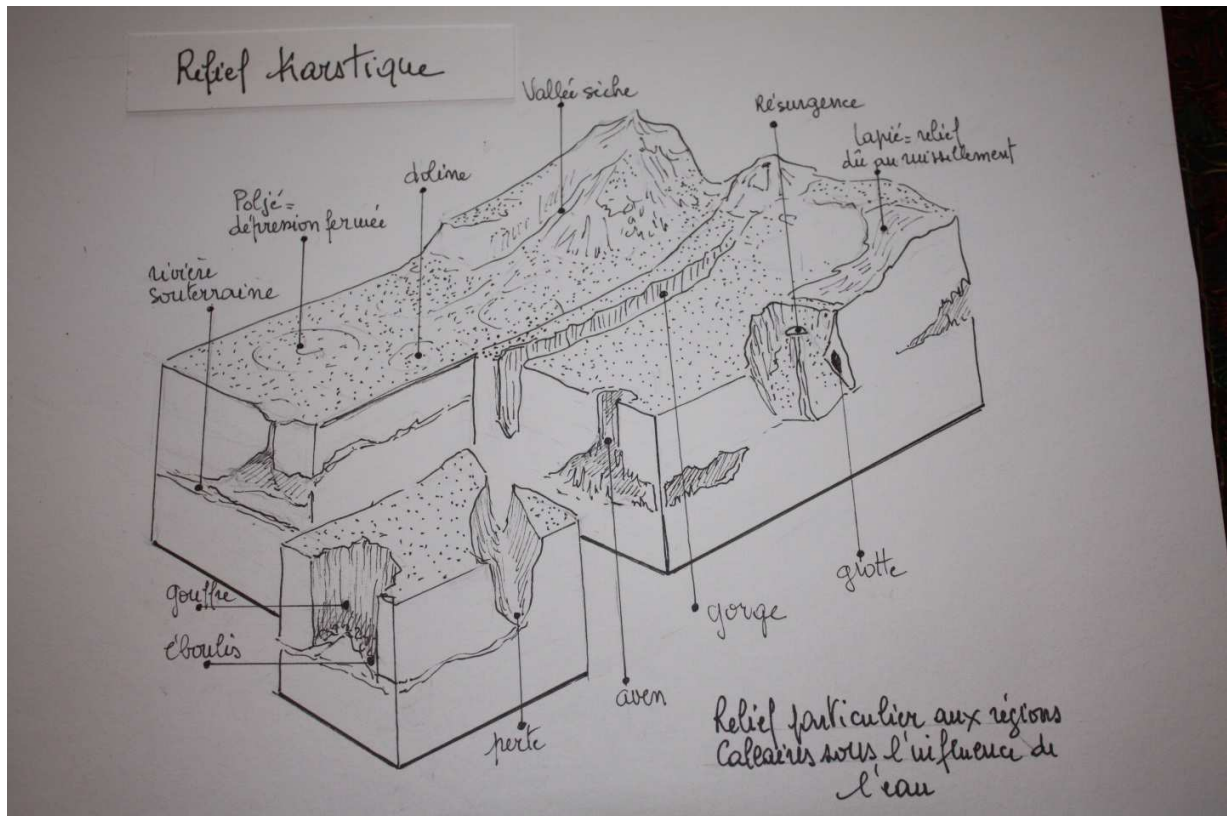 Relief karstique
Vallée sèche
Résurgence
Lapié = relief
dû au ruissellement
doline
Poljé =
dépression fermée
rivière
souterraine
gouffre
éboulis
perte
aven
gorge
grotte
Relief particulier aux régions
Calcaires sous l'influence de
l'eau